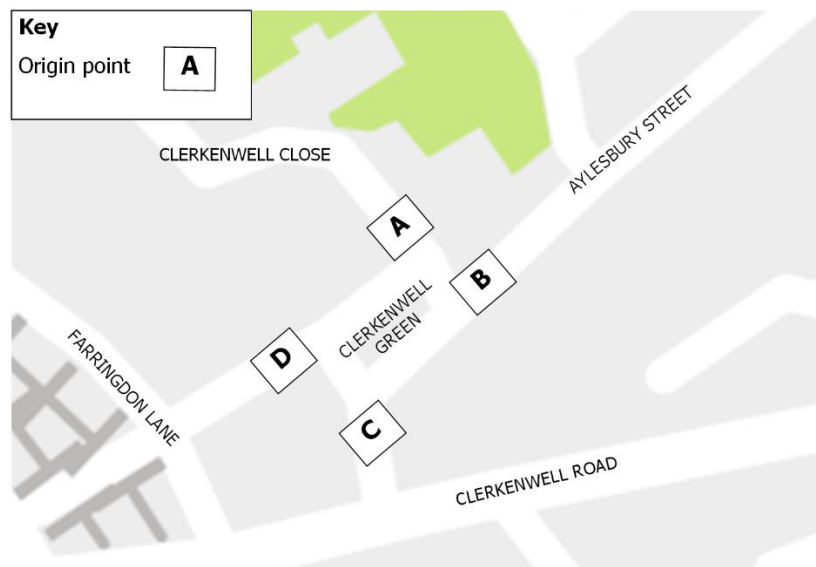 Key
Origin point A
CLERKENWELL CLOSE
AYLESBURY STREET
A
B
CLERKENWELL
GREEN
D
FARRINGDON LANE
C
CLERKENWELL ROAD